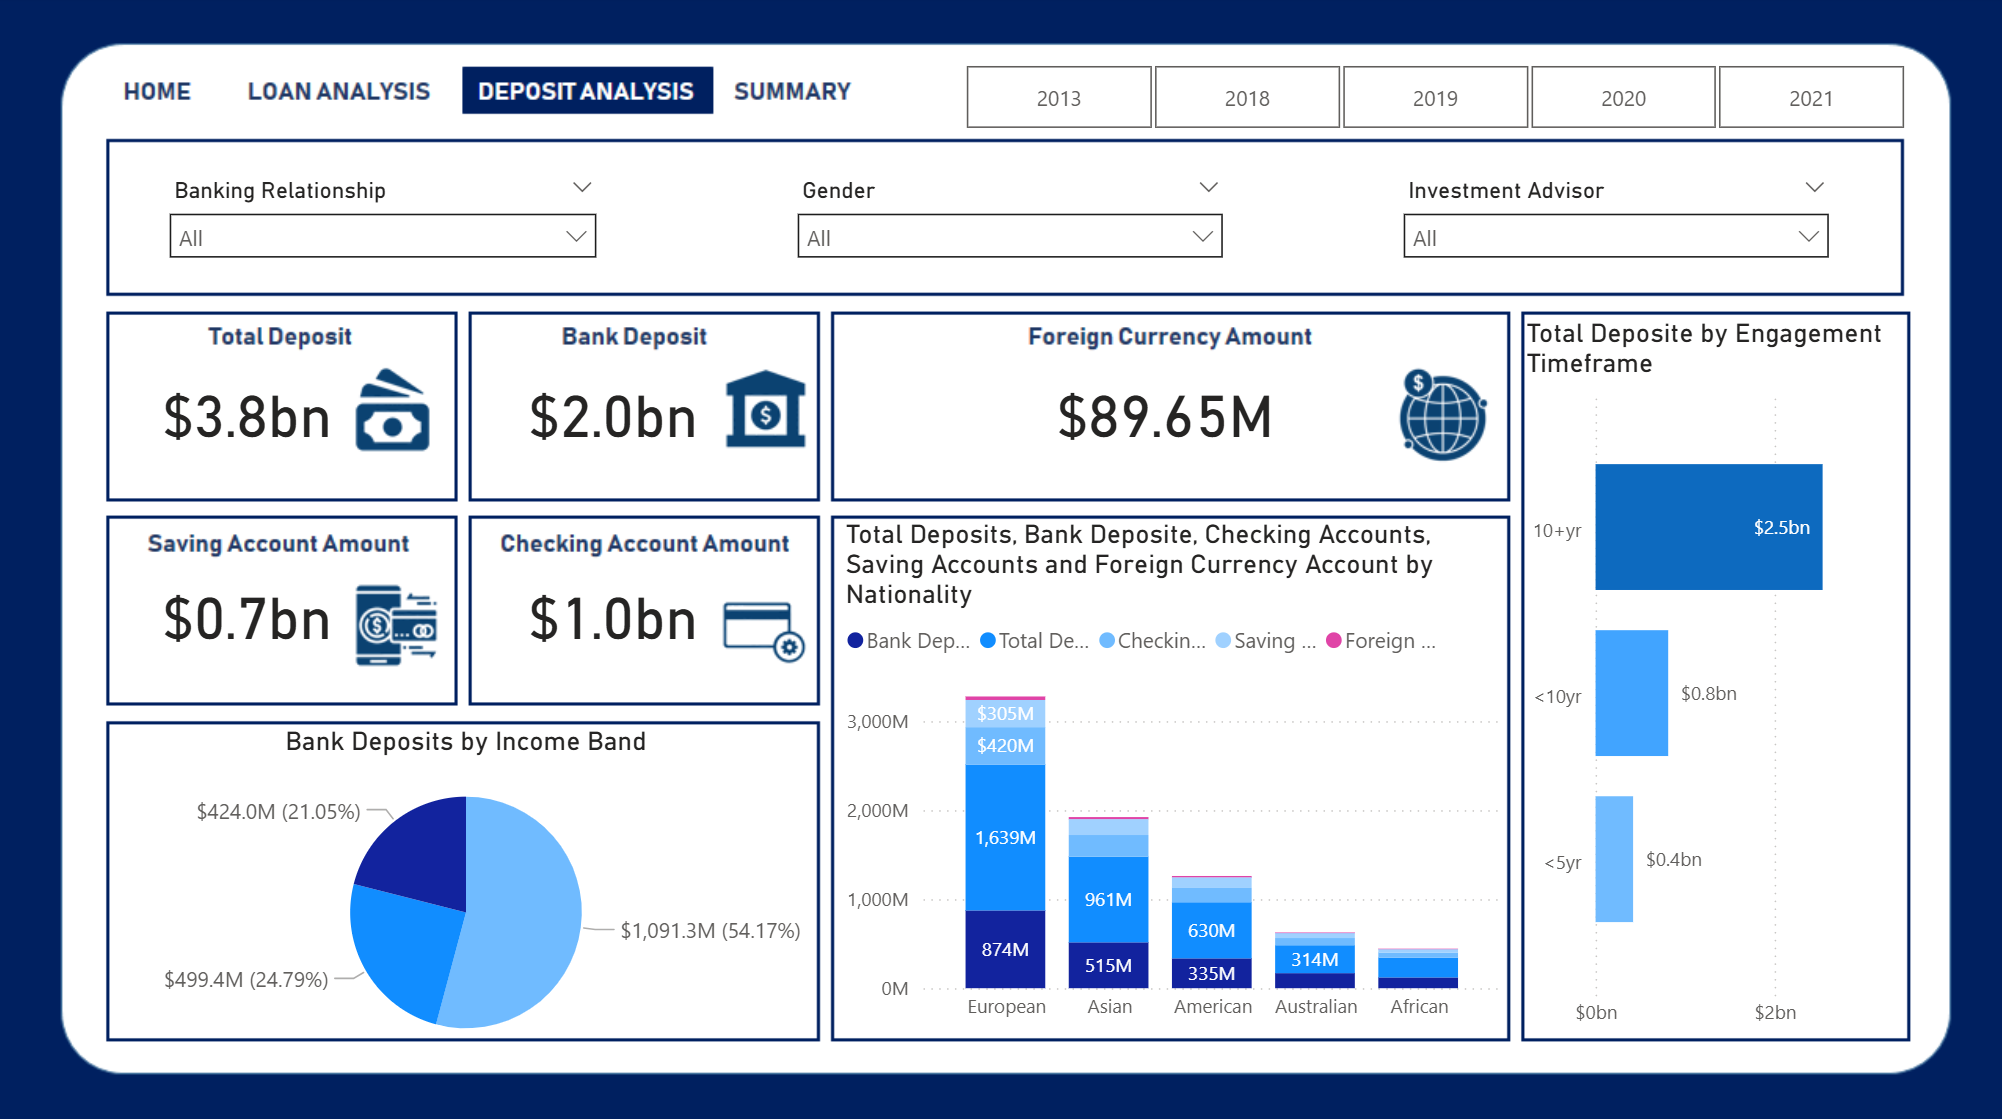 HOME
LOAN ANALYSIS
DEPOSIT ANALYSIS
SUMMARY
2013
2018
2019
2020
2021
Banking Relationship
All
Gender
All
Investment Advisor
All
Total Deposit
$3.8bn
Bank Deposit
$2.0bn
Foreign Currency Amount
$89.65M
Saving Account Amount
$0.7bn
Checking Account Amount
$1.0bn
Bank Deposits by Income Band
$424.0M (21.05%)
$1,091.3M (54.17%)
$499.4M (24.79%)
Total Deposits, Bank Deposite, Checking Accounts,
Saving Accounts and Foreign Currency Account by
Nationality
Bank Dep...
Total De...
Checkin...
Saving ...
Foreign ...
3,000M
2,000M
1,000M
0M
$305M
$420M
1,639M
874M
961M
515M
630M
335M
314M
European
Asian
American
Australian
African
Total Deposite by Engagement
Timeframe
10+yr
$2.5bn
<10yr
$0.8bn
<5yr
$0.4bn
$0bn
$2bn